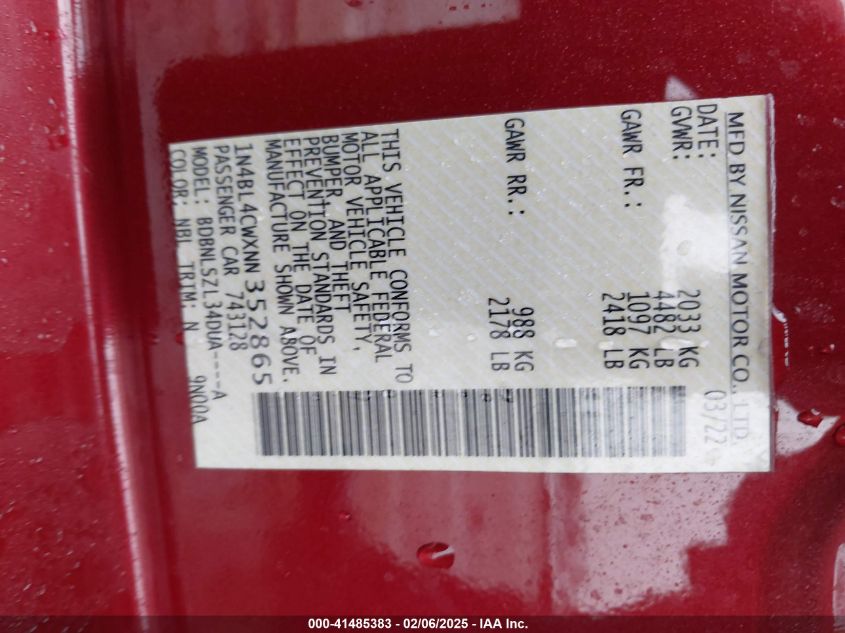 MFD BY NISSAN MOTOR CO., LTD.
DATE: 03/22
GVWR: 2033 KG
4482 LB
GAWR FR.: 1097 KG
2418 LB
GAWR RR.: 988 KG
2178 LB
THIS VEHICLE CONFORMS TO
ALL APPLICABLE FEDERAL
MOTOR VEHICLE SAFETY,
BUMPER, AND THEFT
PREVENTION STANDARDS IN
EFFECT ON THE DATE OF
MANUFACTURE SHOWN ABOVE.
1N4BL4CWXNN352865
PASSENGER CAR 743128
MODEL: BDBNLSZL34DUA----A
COLOR: NBL TRIM: N
000-41485383 - 02/06/2025 - IAA Inc.